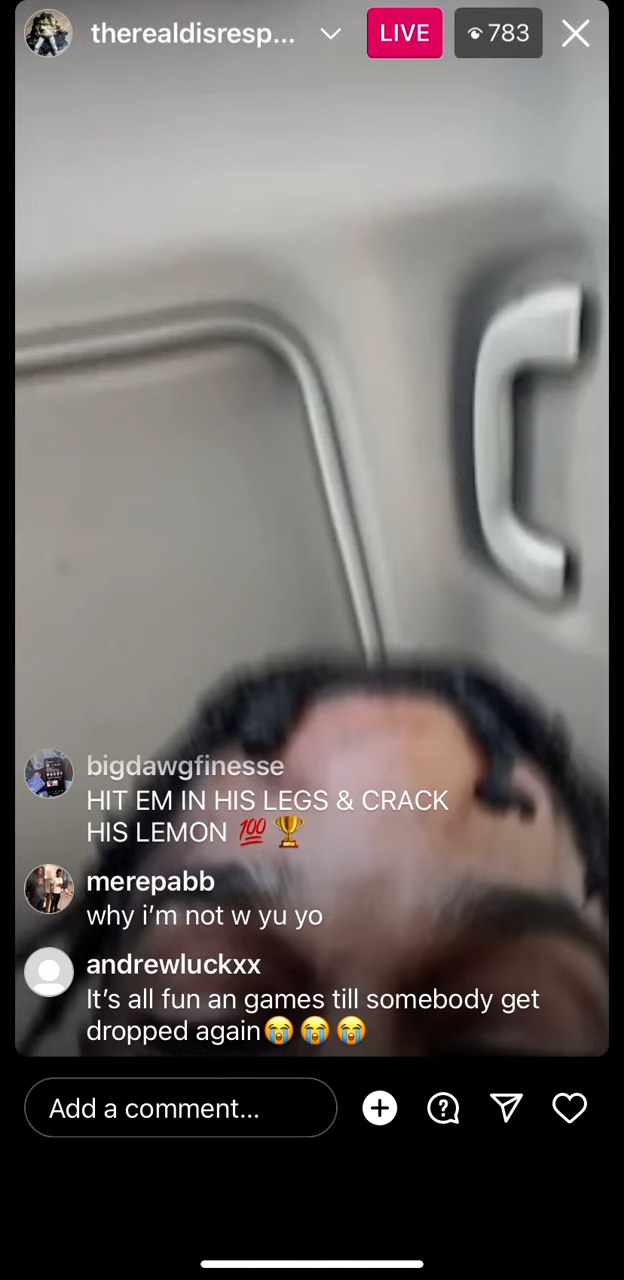 therealdisresp...
LIVE
783
bigdawgfinesse
HIT EM IN HIS LEGS & CRACK
HIS LEMON 💯🏆
merepabb
why i’m not w yu yo
andrewluckxx
It’s all fun an games till somebody get
dropped again😭😭😭
Add a comment...